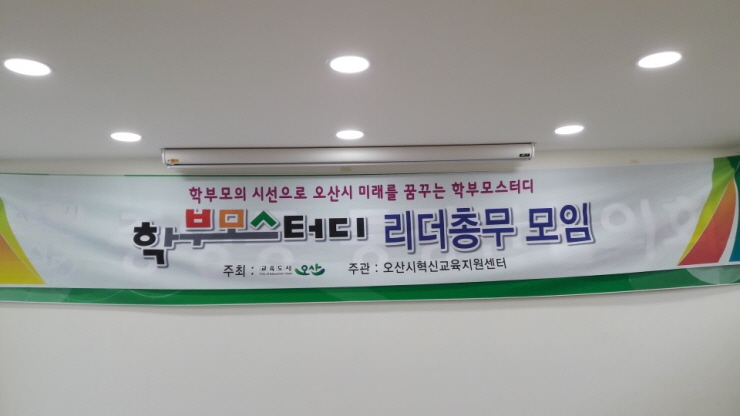 학부모의 시선으로 오산시 미래를 꿈꾸는 학부모스터디
학부모스터디 리더총무 모임
주최 : 교육도시 오산 주관 : 오산시혁신교육지원센터